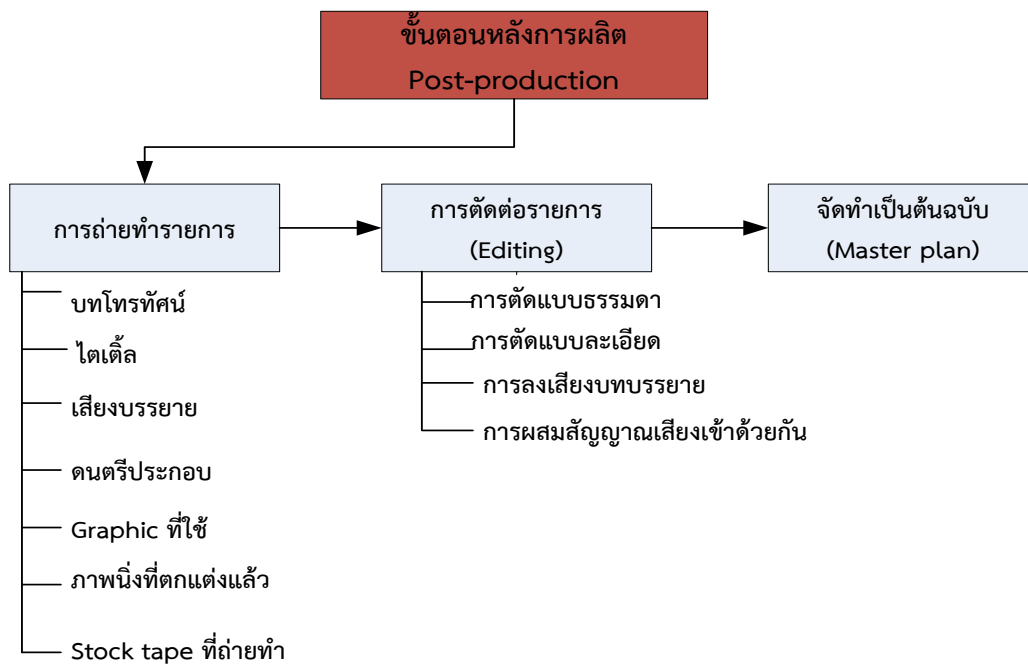 ขั้นตอนหลังการผลิต
Post-production
การถ่ายทำรายการ
บทโทรทัศน์
ไตเติ้ล
เสียงบรรยาย
ดนตรีประกอบ
Graphic ที่ใช้
ภาพนิ่งที่ตกแต่งแล้ว
Stock tape ที่ถ่ายทำ
การตัดต่อรายการ
(Editing)
การตัดแบบธรรมดา
การตัดแบบละเอียด
การลงเสียงบทบรรยาย
การผสมสัญญาณเสียงเข้าด้วยกัน
จัดทำเป็นต้นฉบับ
(Master plan)